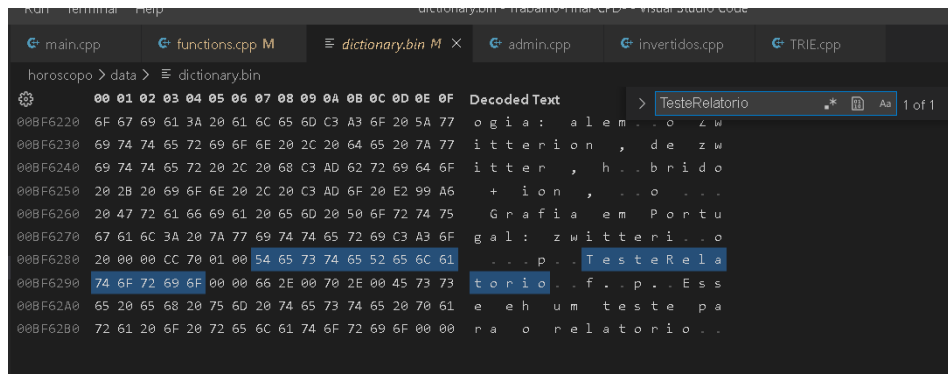 Run Terminal Help dictionary.bin - Trabalho-Final-CPD- - Visual Studio Code
main.cpp functions.cpp M dictionary.bin M × admin.cpp invertidos.cpp TRIE.cpp
horoscopo > data > dictionary.bin
00 01 02 03 04 05 06 07 08 09 0A 0B 0C 0D 0E 0F Decoded Text > TesteRelatorio .* Aa 1 of 1
00BF6220 6F 67 69 61 3A 20 61 6C 65 6D C3 A3 6F 20 5A 77 o g i a : a l e m . . o Z w
00BF6230 69 74 74 65 72 69 6F 6E 20 2C 20 64 65 20 7A 77 i t t e r i o n , d e z w
00BF6240 69 74 74 65 72 20 2C 20 68 C3 AD 62 72 69 64 6F i t t e r , h . . b r i d o
00BF6250 20 2B 20 69 6F 6E 20 2C 20 C3 AD 6F 20 E2 99 A6 + i o n , . . o . . .
00BF6260 20 47 72 61 66 69 61 20 65 6D 20 50 6F 72 74 75 G r a f i a e m P o r t u
00BF6270 67 61 6C 3A 20 7A 77 69 74 74 65 72 69 C3 A3 6F g a l : z w i t t e r i . . o
00BF6280 20 00 00 CC 70 01 00 54 65 73 74 65 52 65 6C 61 . . . p . . T e s t e R e l a
00BF6290 74 6F 72 69 6F 00 00 66 2E 00 70 2E 00 45 73 73 t o r i o . . f . . p . . E s s
00BF62A0 65 20 65 68 20 75 6D 20 74 65 73 74 65 20 70 61 e e h u m t e s t e p a
00BF62B0 72 61 20 6F 20 72 65 6C 61 74 6F 72 69 6F 00 00 r a o r e l a t o r i o . .